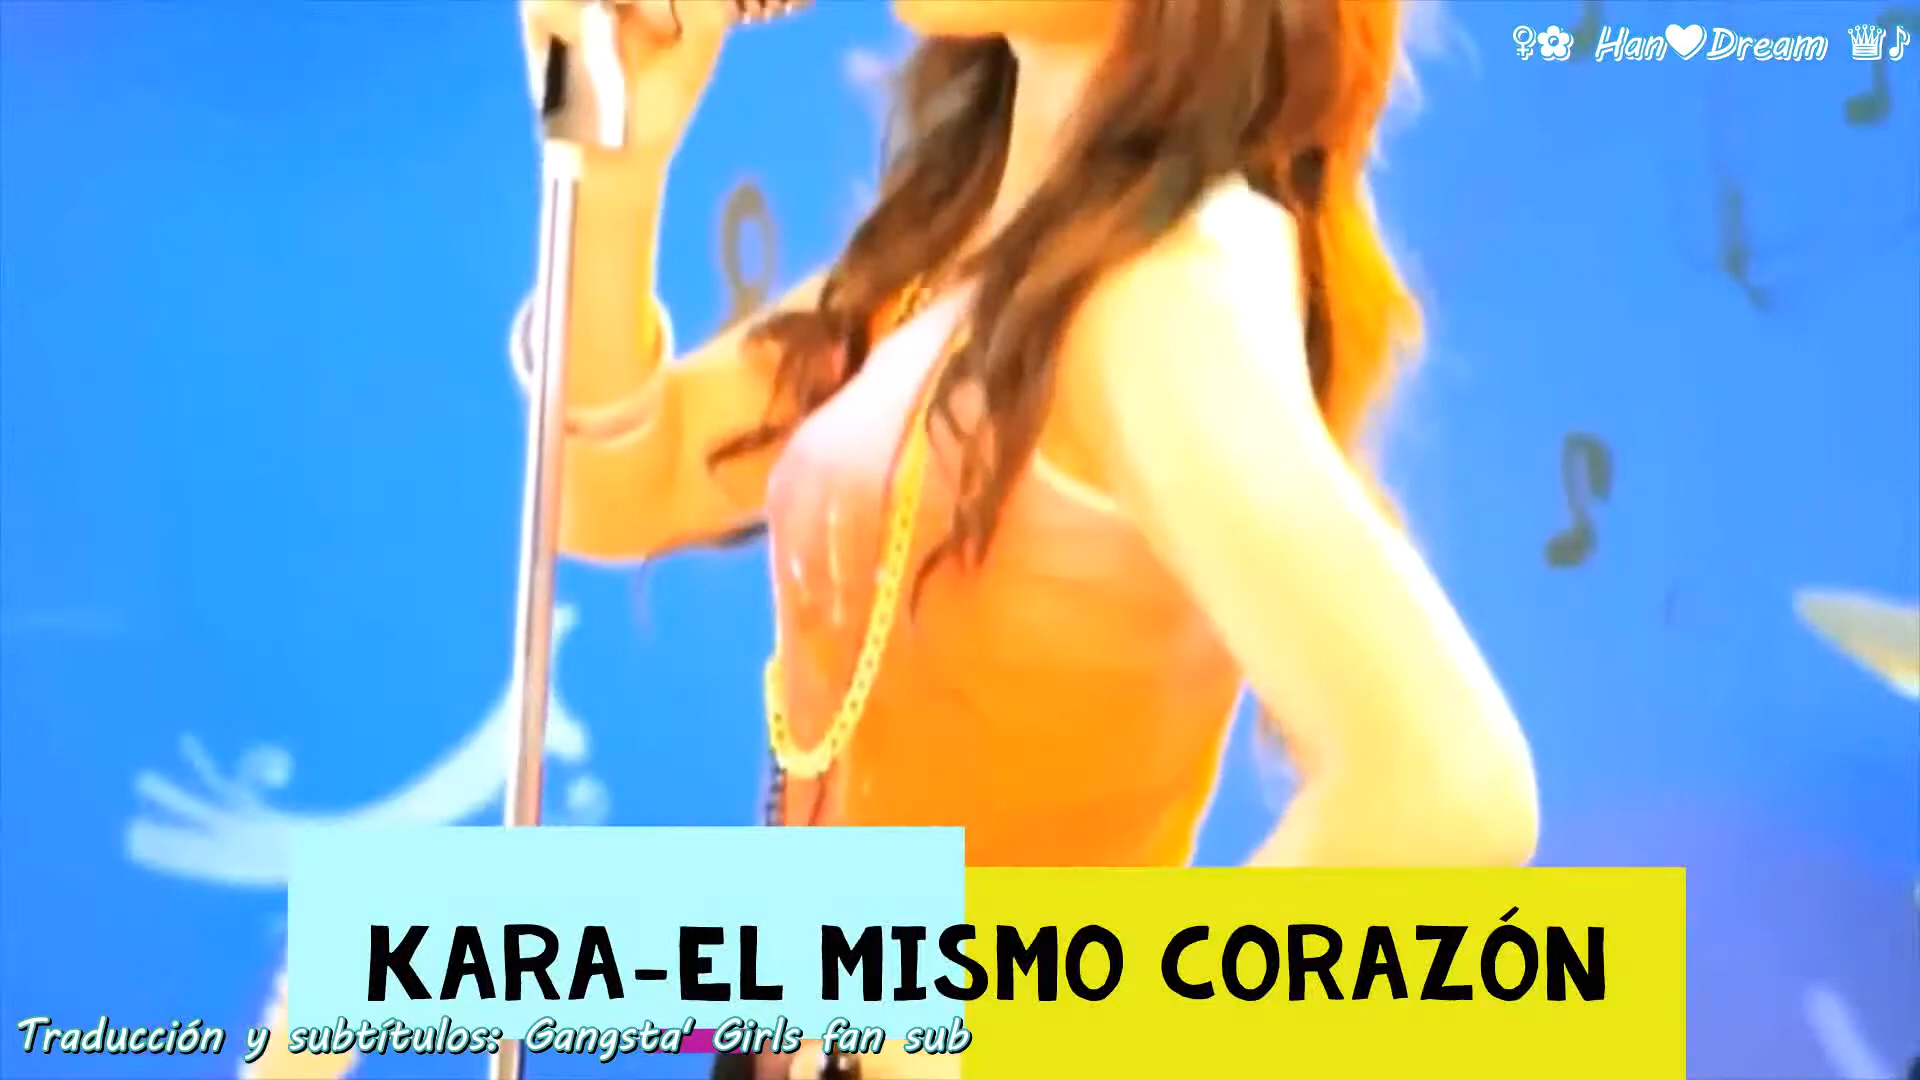 ♀✿ Han♥Dream ♛♪
KARA-EL MISMO CORAZÓN
Traducción y subtítulos: Gangsta' Girls fan sub